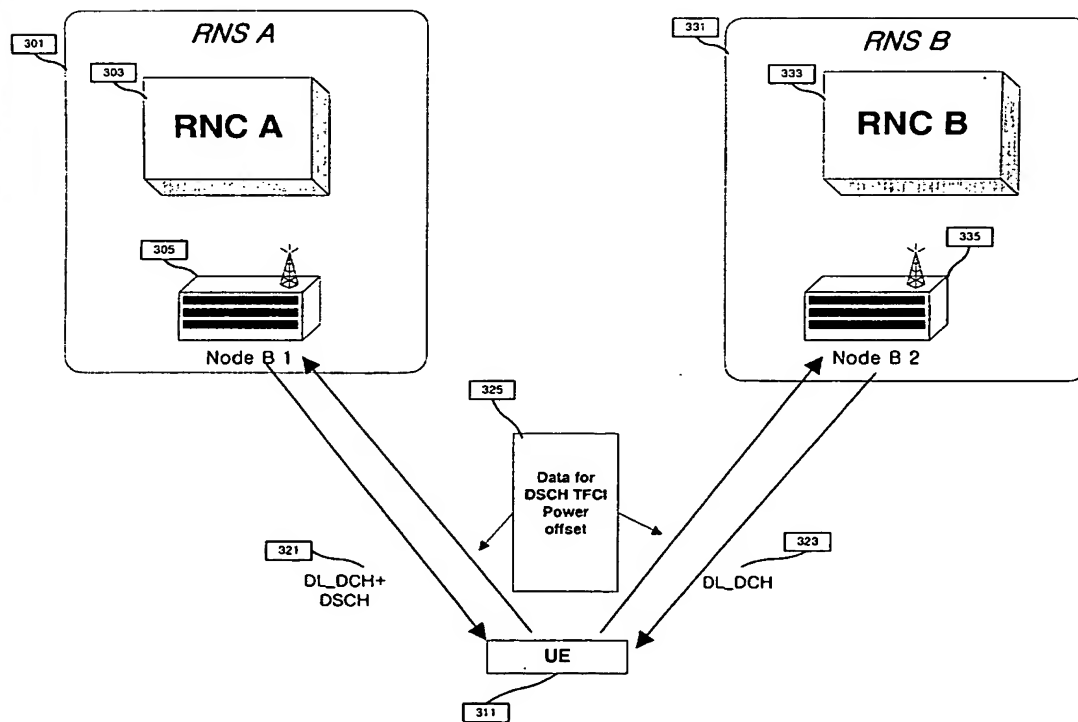 RNS A
301
303
RNC A
305
Node B 1
RNS B
331
333
RNC B
335
Node B 2
325
Data for
DSCH TFCI
Power
offset
321
DL_DCH+
DSCH
323
DL_DCH
UE
311